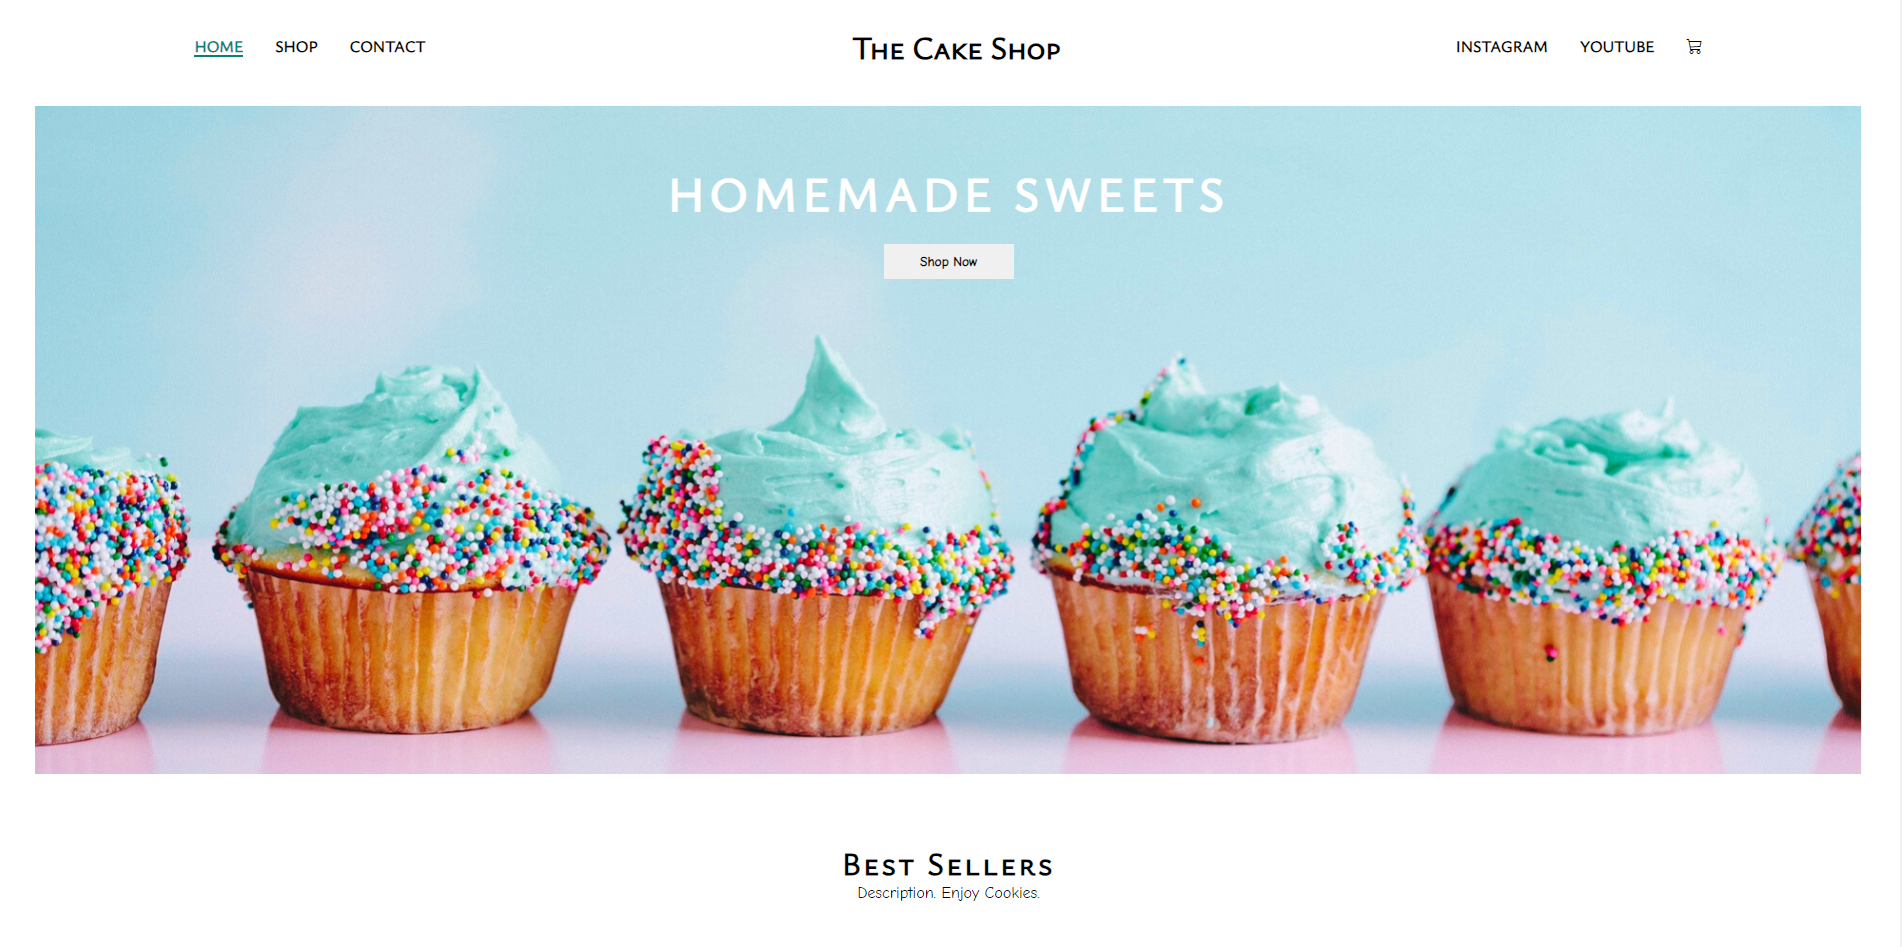 HOME SHOP CONTACT The Cake Shop INSTAGRAM YOUTUBE
HOMEMADE SWEETS
Shop Now
Best Sellers
Description. Enjoy Cookies.